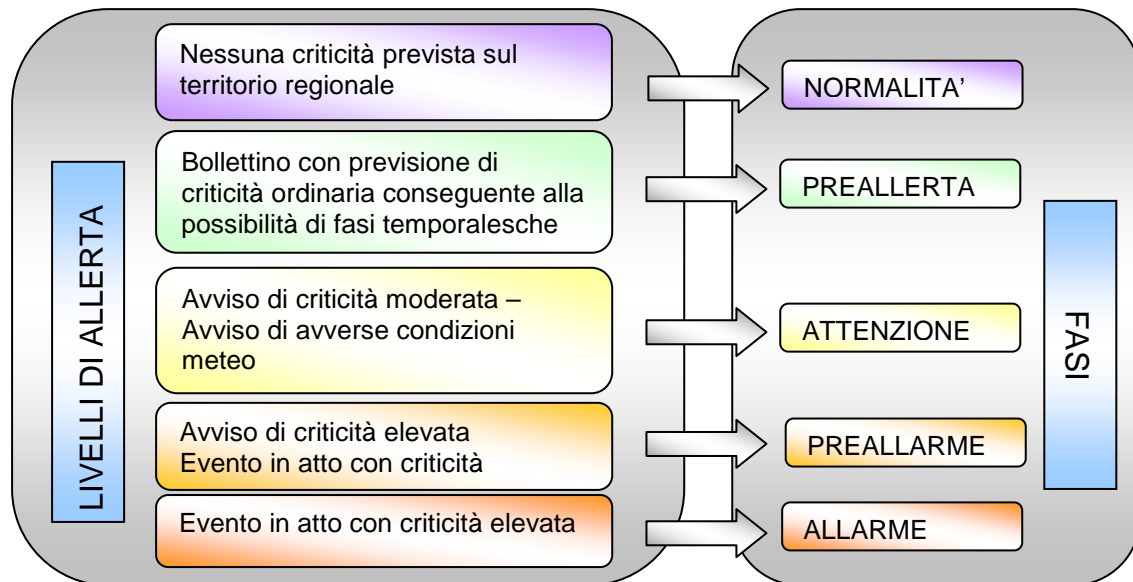 LIVELLI DI ALLERTA
Nessuna criticità prevista sul
territorio regionale
NORMALITA’
Bollettino con previsione di
criticità ordinaria conseguente alla
possibilità di fasi temporalesche
PREALLERTA
Avviso di criticità moderata –
Avviso di avverse condizioni
meteo
ATTENZIONE
Avviso di criticità elevata
Evento in atto con criticità
PREALLARME
Evento in atto con criticità elevata
ALLARME
FASI